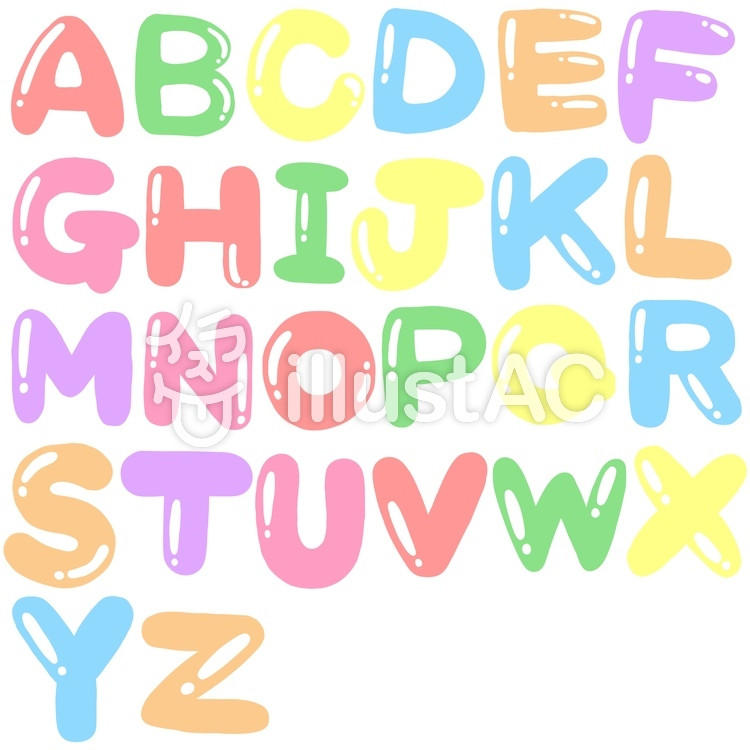 ABCDEF
GHIJKL
MNOPQR
illustAC
STUVWX
YZ